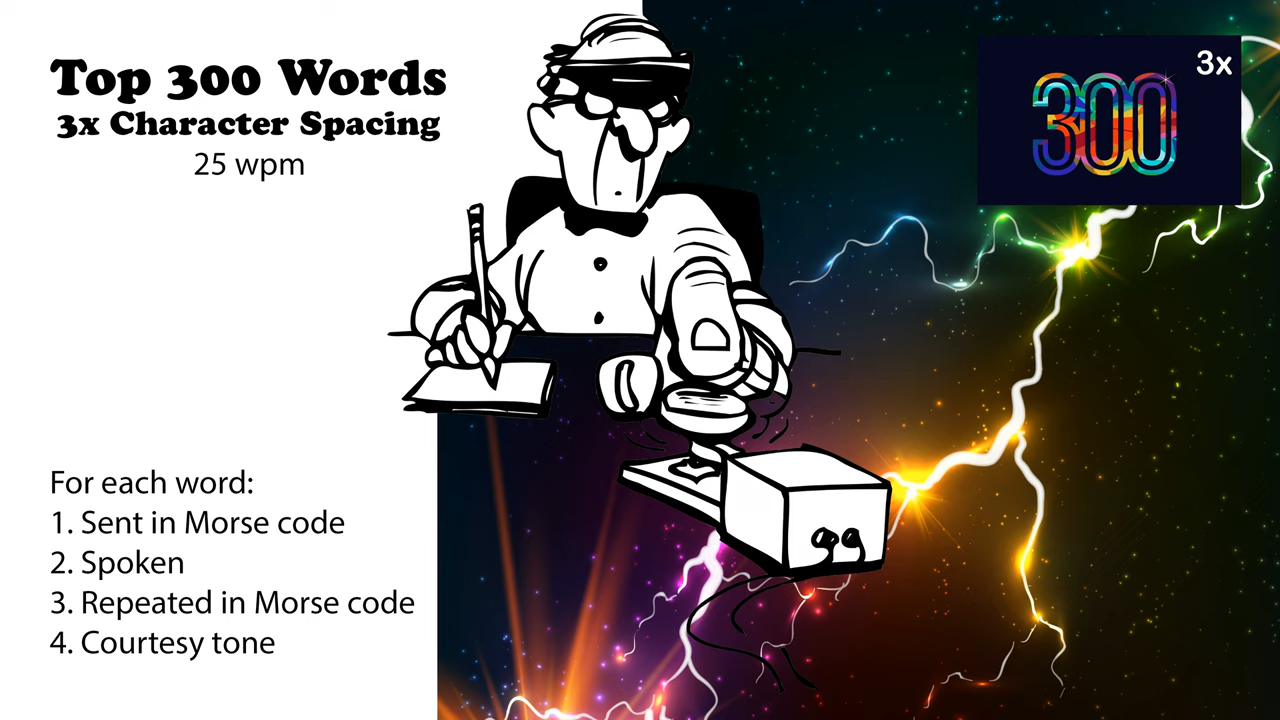 Top 300 Words
3x Character Spacing
25 wpm
3x
300
For each word:
1. Sent in Morse code
2. Spoken
3. Repeated in Morse code
4. Courtesy tone